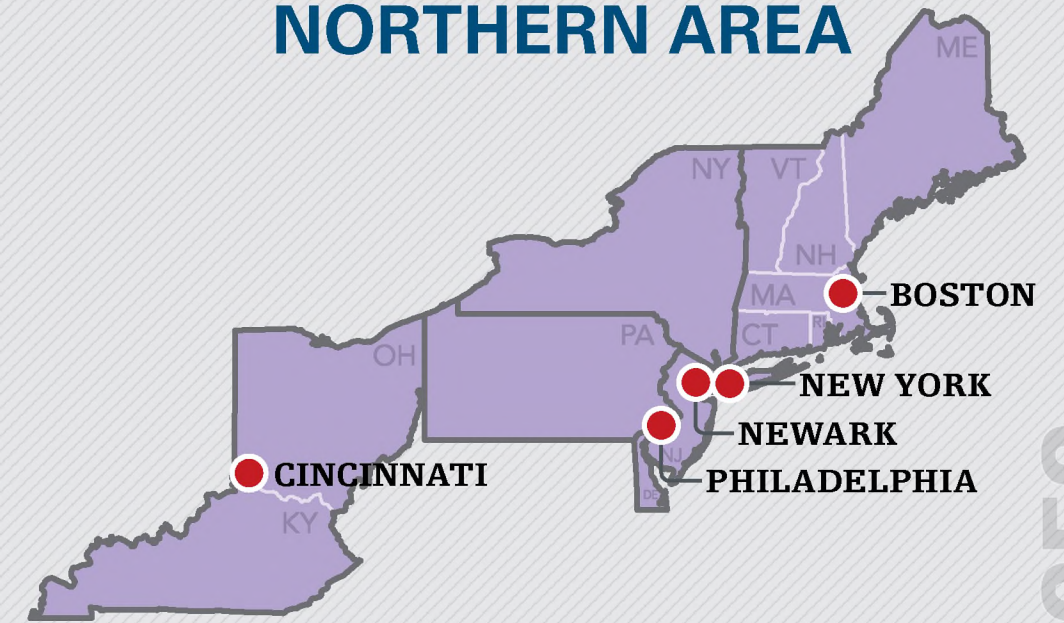 NORTHERN AREA
ME
NY
VT
NH
MA
BOSTON
RI
CT
PA
OH
NEW YORK
NEWARK
NJ
CINCINNATI
PHILADELPHIA
DE
KY